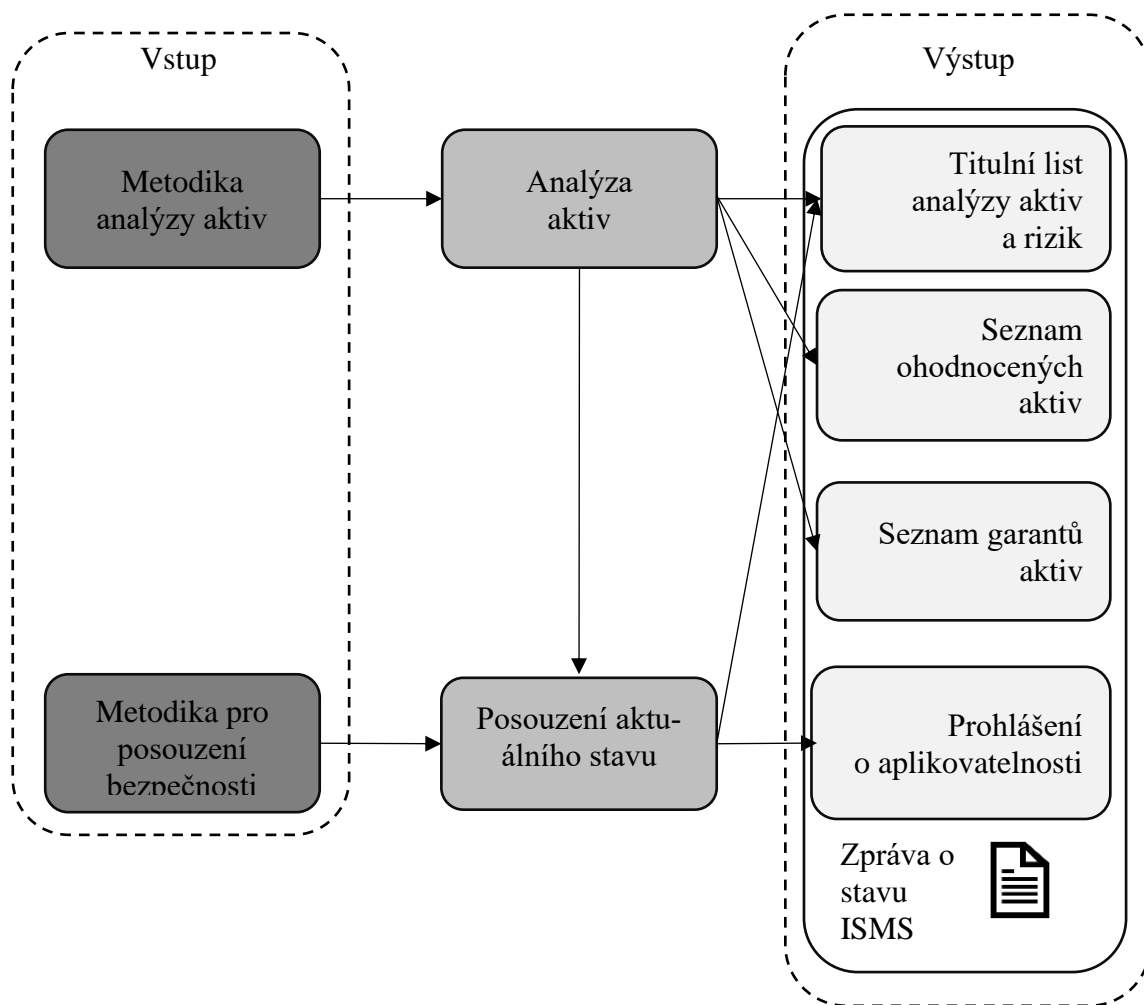 Vstup
Výstup
Metodika
analýzy aktiv
Analýza
aktiv
Titulní list
analýzy aktiv
a rizik
Seznam
ohodnocených
aktiv
Seznam garantů
aktiv
Metodika pro
posouzení
bezpečnosti
Posouzení aktu-
álního stavu
Prohlášení
o aplikovatelnosti
Zpráva o
stavu
ISMS